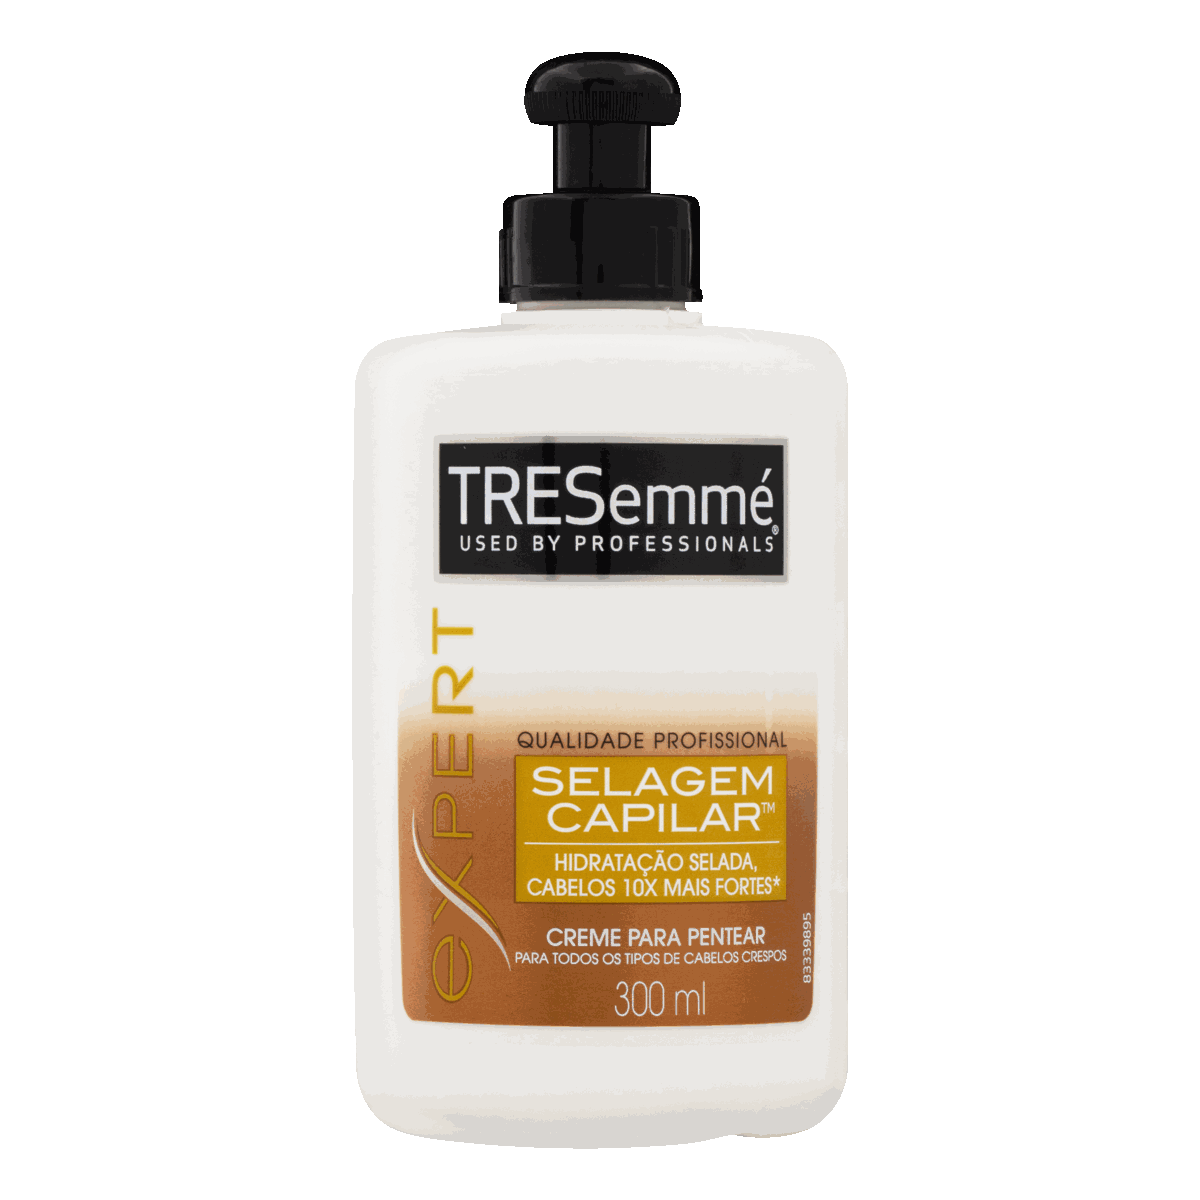 TRESemmé®
USED BY PROFESSIONALS
eXPERT
QUALIDADE PROFISSIONAL
SELAGEM
CAPILAR™
HIDRATAÇÃO SELADA,
CABELOS 10X MAIS FORTES*
CREME PARA PENTEAR
PARA TODOS OS TIPOS DE CABELOS CRESPOS
300 ml
83339895